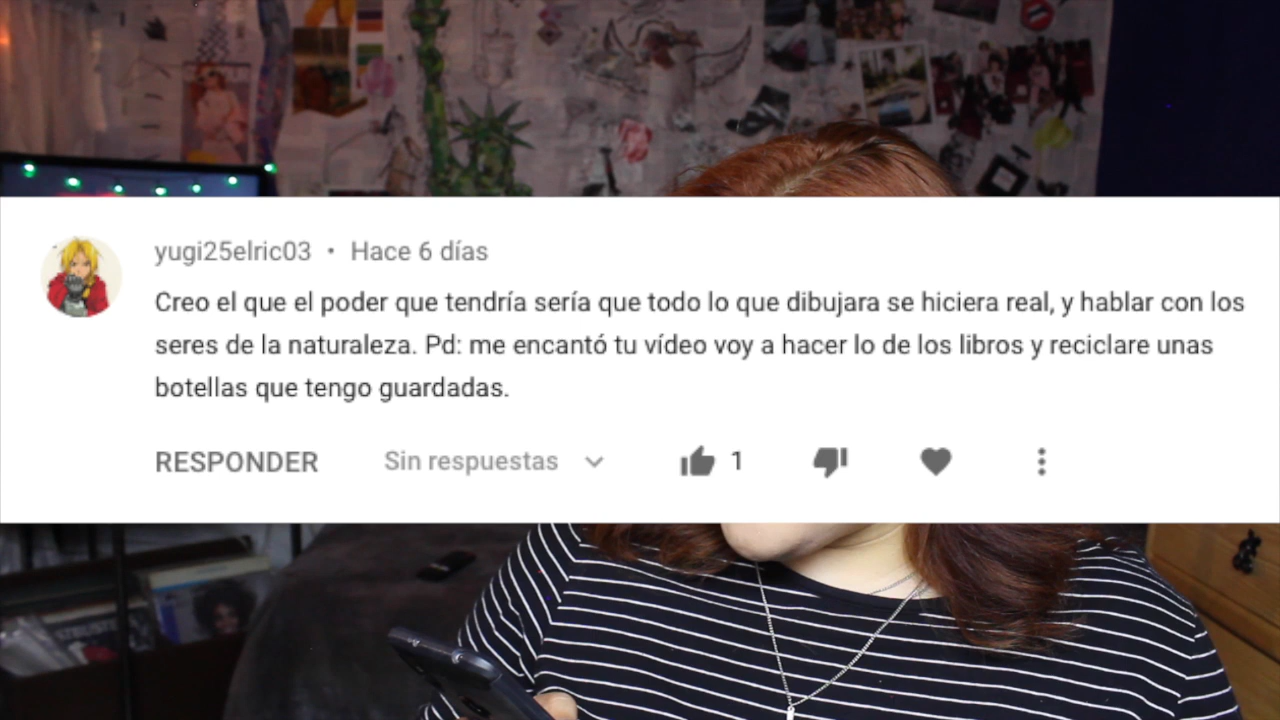 yugi25elric03 • Hace 6 días
Creo el que el poder que tendría sería que todo lo que dibujara se hiciera real, y hablar con los
seres de la naturaleza. Pd: me encantó tu vídeo voy a hacer lo de los libros y reciclare unas
botellas que tengo guardadas.
RESPONDER Sin respuestas 1